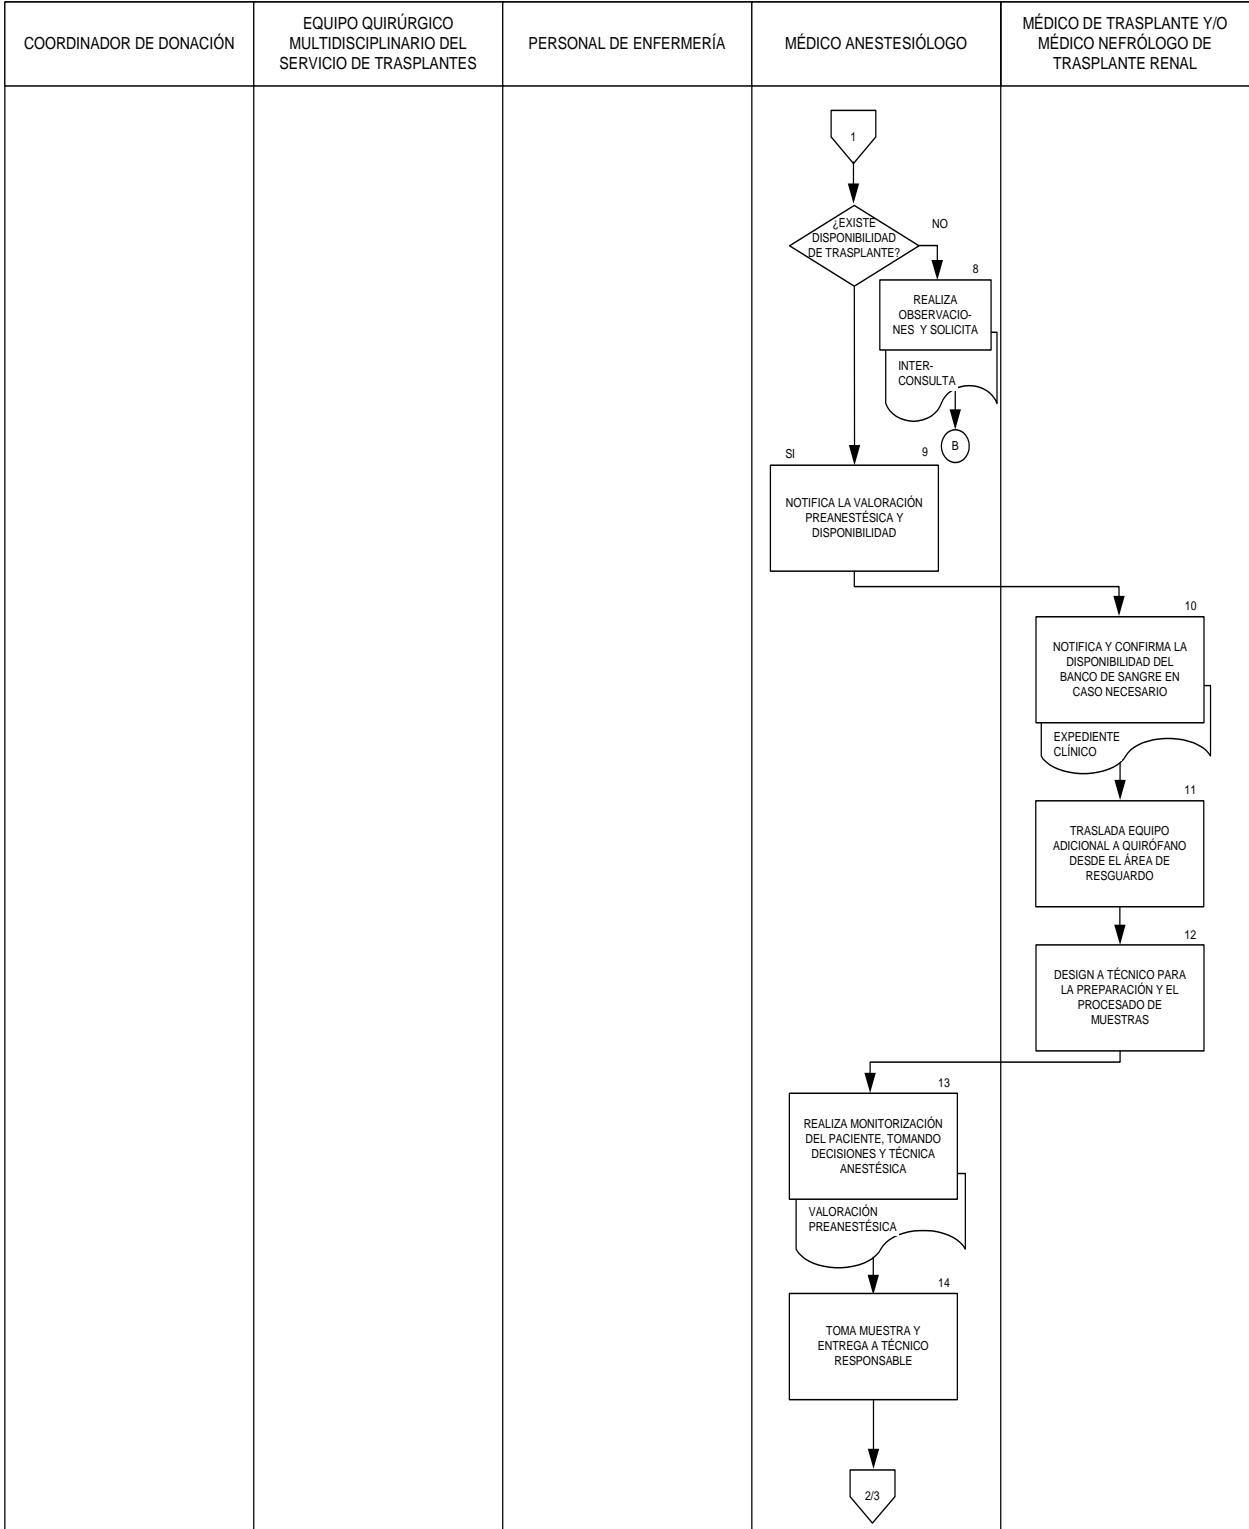 COORDINADOR DE DONACIÓN
EQUIPO QUIRÚRGICO
MULTIDISCIPLINARIO DEL
SERVICIO DE TRASPLANTES
PERSONAL DE ENFERMERÍA
MÉDICO ANESTESIÓLOGO
MÉDICO DE TRASPLANTE Y/O
MÉDICO NEFRÓLOGO DE
TRASPLANTE RENAL
1
¿EXISTE
DISPONIBILIDAD
DE TRASPLANTE?
NO
8
REALIZA
OBSERVACIO-
NES Y SOLICITA
INTER-
CONSULTA
B
SI
9
NOTIFICA LA VALORACIÓN
PREANESTÉSICA Y
DISPONIBILIDAD
10
NOTIFICA Y CONFIRMA LA
DISPONIBILIDAD DEL
BANCO DE SANGRE EN
CASO NECESARIO
EXPEDIENTE
CLÍNICO
11
TRASLADA EQUIPO
ADICIONAL A QUIRÓFANO
DESDE EL ÁREA DE
RESGUARDO
12
DESIGN A TÉCNICO PARA
LA PREPARACIÓN Y EL
PROCESADO DE
MUESTRAS
13
REALIZA MONITORIZACIÓN
DEL PACIENTE, TOMANDO
DECISIONES Y TÉCNICA
ANESTÉSICA
VALORACIÓN
PREANESTÉSICA
14
TOMA MUESTRA Y
ENTREGA A TÉCNICO
RESPONSABLE
2/3